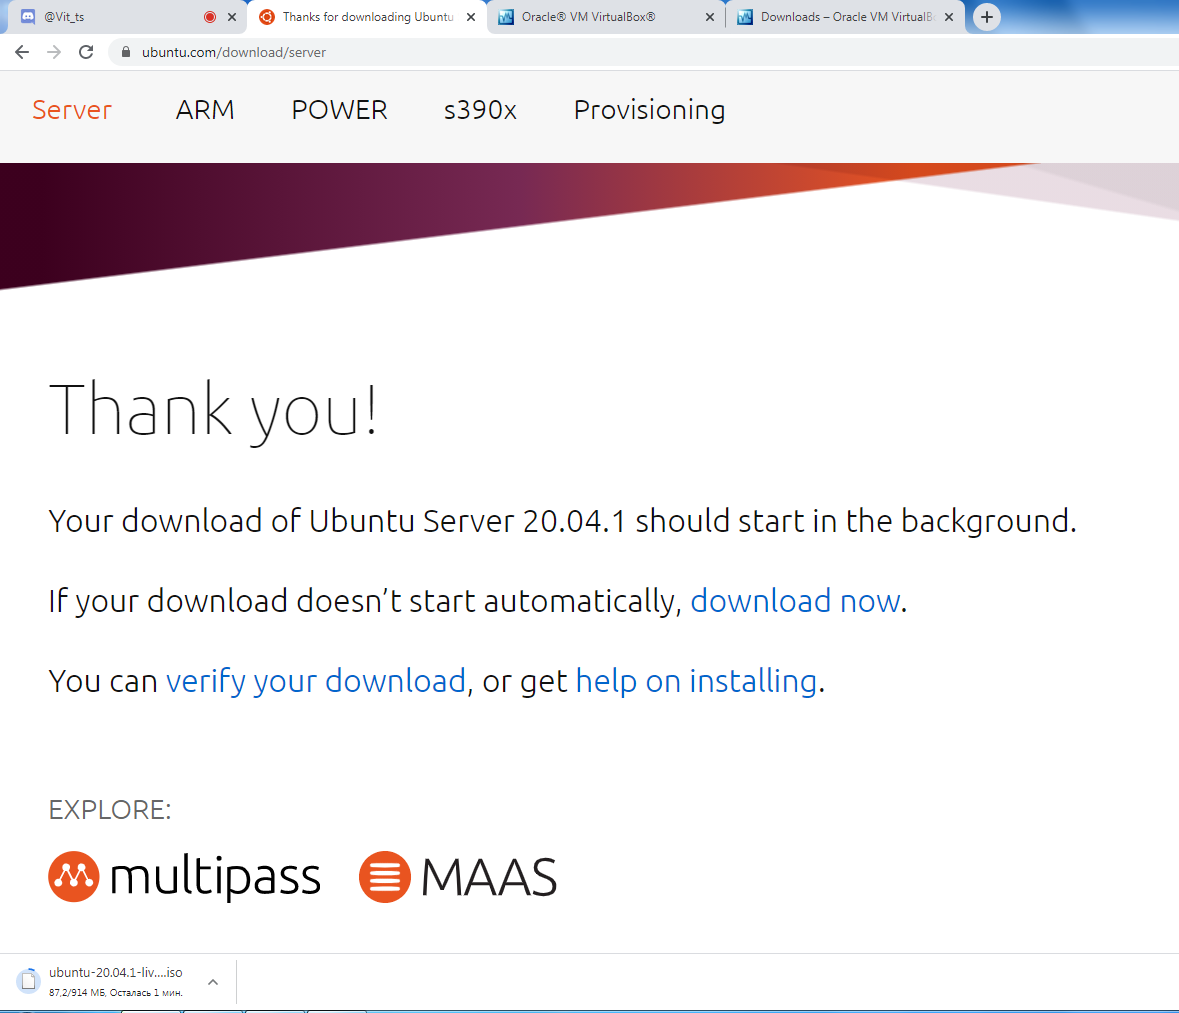 @Vit_ts
Thanks for downloading Ubuntu
Oracle® VM VirtualBox®
Downloads – Oracle VM VirtualB
ubuntu.com/download/server
Server
ARM
POWER
s390x
Provisioning
Thank you!
Your download of Ubuntu Server 20.04.1 should start in the background.
If your download doesn’t start automatically, download now.
You can verify your download, or get help on installing.
EXPLORE:
multipass
MAAS
ubuntu-20.04.1-liv....iso
87,2/914 МБ, Осталась 1 мин.